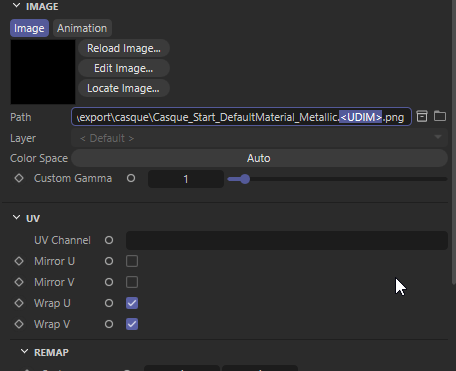 IMAGE
Image Animation
Reload Image...
Edit Image...
Locate Image...
Path \export\casque\Casque_Start_DefaultMaterial_Metallic.<UDIM>.png
Layer < Default >
Color Space Auto
Custom Gamma 1
UV
UV Channel
Mirror U
Mirror V
Wrap U
Wrap V
REMAP